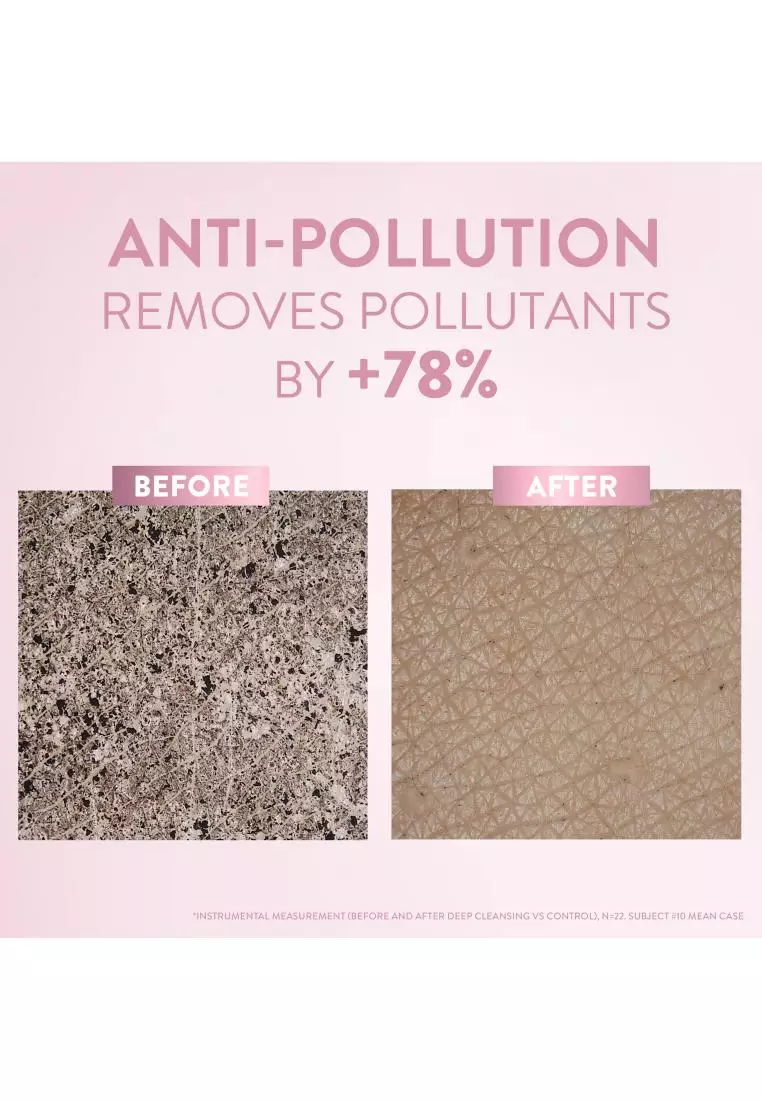 ANTI-POLLUTION
REMOVES POLLUTANTS
BY +78%
BEFORE
AFTER
*INSTRUMENTAL MEASUREMENT (BEFORE AND AFTER DEEP CLEANSING VS CONTROL), N=22. SUBJECT #10 MEAN CASE